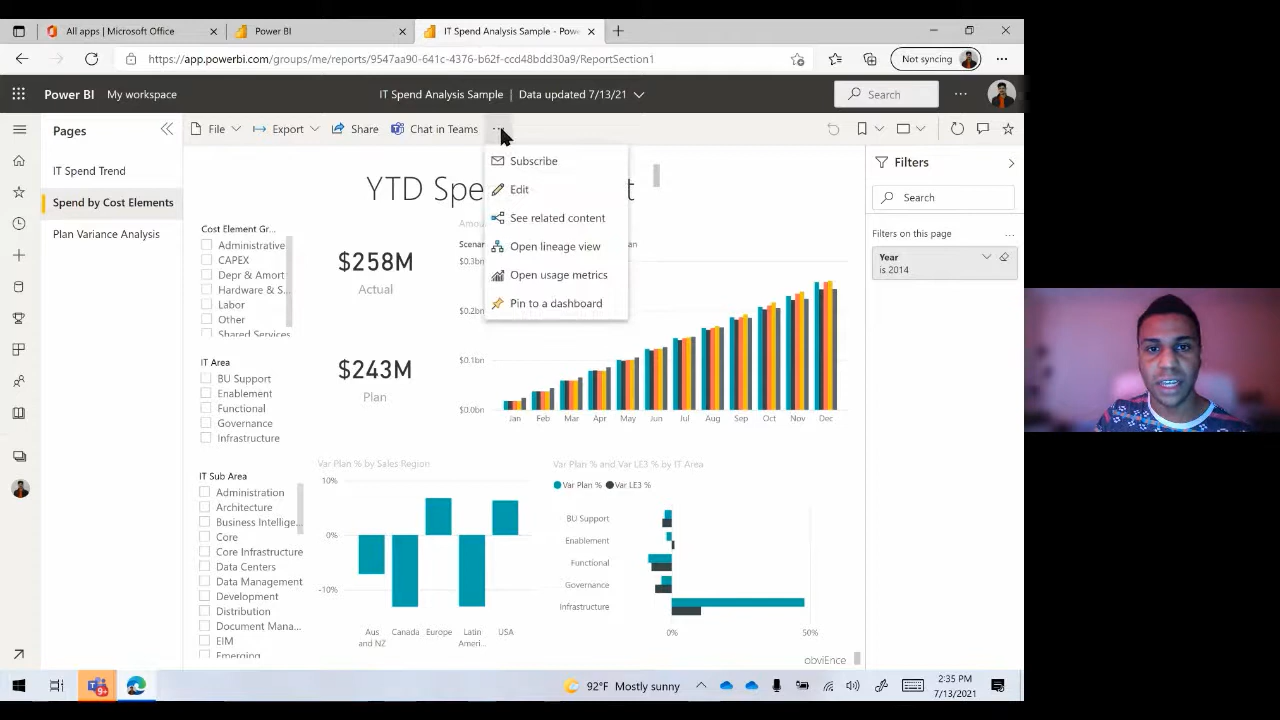 All apps | Microsoft Office
Power BI
IT Spend Analysis Sample - Powe
https://app.powerbi.com/groups/me/reports/9547aa90-641c-4376-b62f-ccd48bdd30a9/ReportSection1
Not syncing
Power BI My workspace
IT Spend Analysis Sample | Data updated 7/13/21
Search
Pages
File
Export
Share
Chat in Teams
IT Spend Trend
Spend by Cost Elements
Plan Variance Analysis
Subscribe
Edit
See related content
Open lineage view
Open usage metrics
Pin to a dashboard
Filters
Search
Filters on this page
Year
is 2014
YTD Spe
Cost Element Gr...
Administrative
CAPEX
Depr & Amort
Hardware & S...
Labor
Other
Shared Services
$258M
Actual
IT Area
BU Support
Enablement
Functional
Governance
Infrastructure
$243M
Plan
Amou
Scenar
an
$0.3bn
$0.2bn
$0.1bn
$0.0bn
Jan Feb Mar Apr May Jun Jul Aug Sep Oct Nov Dec
IT Sub Area
Administration
Application
Business Intellige...
Core
Core Infrastructure
Data Centers
Data Management
Development
Distribution
Document Mana...
EIM
Emerging
Var Plan % by Sales Region
10%
0%
-10%
Aus and NZ
Canada
Europe
Latin Ameri...
USA
Var Plan % and Var LE3 % by IT Area
Var Plan % Var LE3 %
BU Support
Enablement
Functional
Governance
Infrastructure
0% 50%
obviEnce
9+
92°F Mostly sunny
2:35 PM
7/13/2021